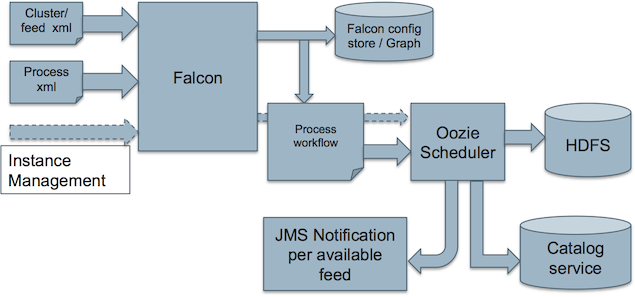 Cluster/
feed xml
Process
xml
Instance
Management
Falcon
Falcon config
store / Graph
Process
workflow
Oozie
Scheduler
HDFS
JMS Notification
per available
feed
Catalog
service